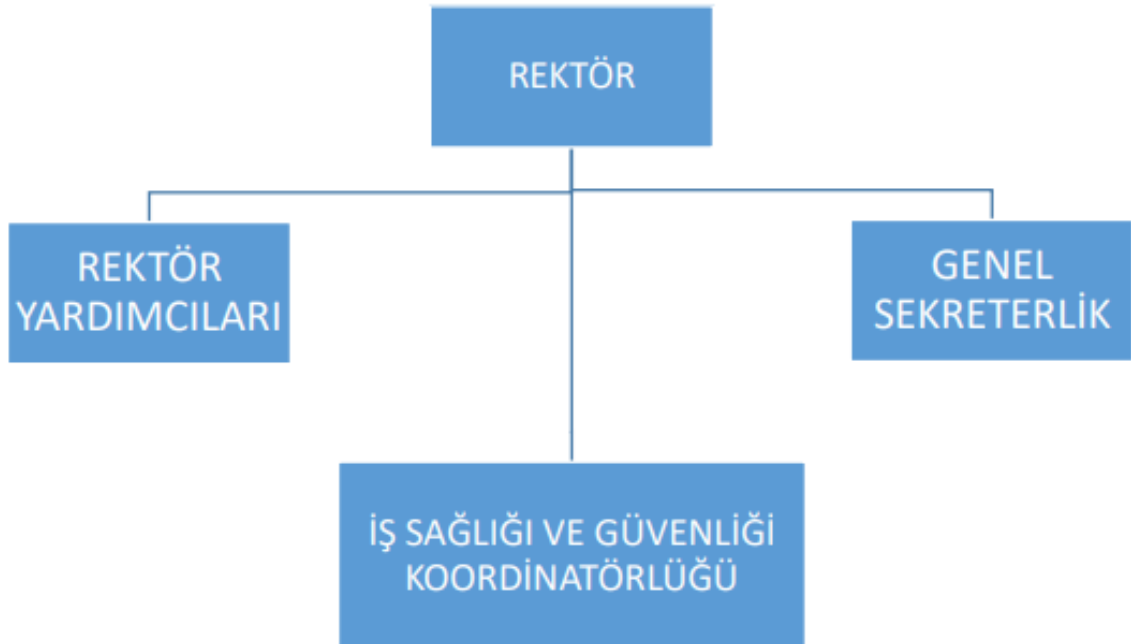 REKTÖR
REKTÖR
YARDIMCILARI
GENEL
SEKRETERLİK
İŞ SAĞLIĞI VE GÜVENLİĞİ
KOORDİNATÖRLÜĞÜ